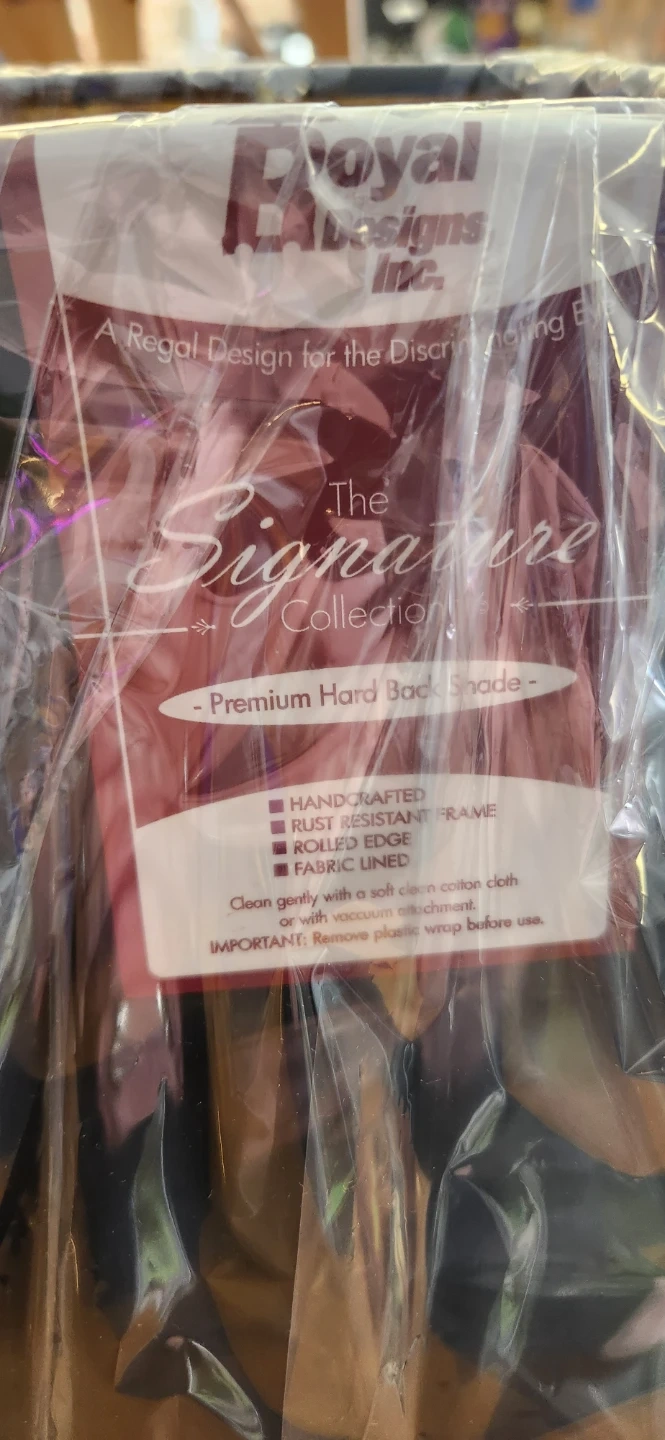 Royal
Designs,
Inc.
A Regal Design for the Discriminating
The
Signature
Collection
- Premium Hard Back Shade -
HANDCRAFTED
RUST RESISTANT FRAME
ROLLED EDGE
FABRIC LINED
Clean gently with a soft clean cotton cloth
or with vaccuum attachment.
IMPORTANT: Remove plastic wrap before use.